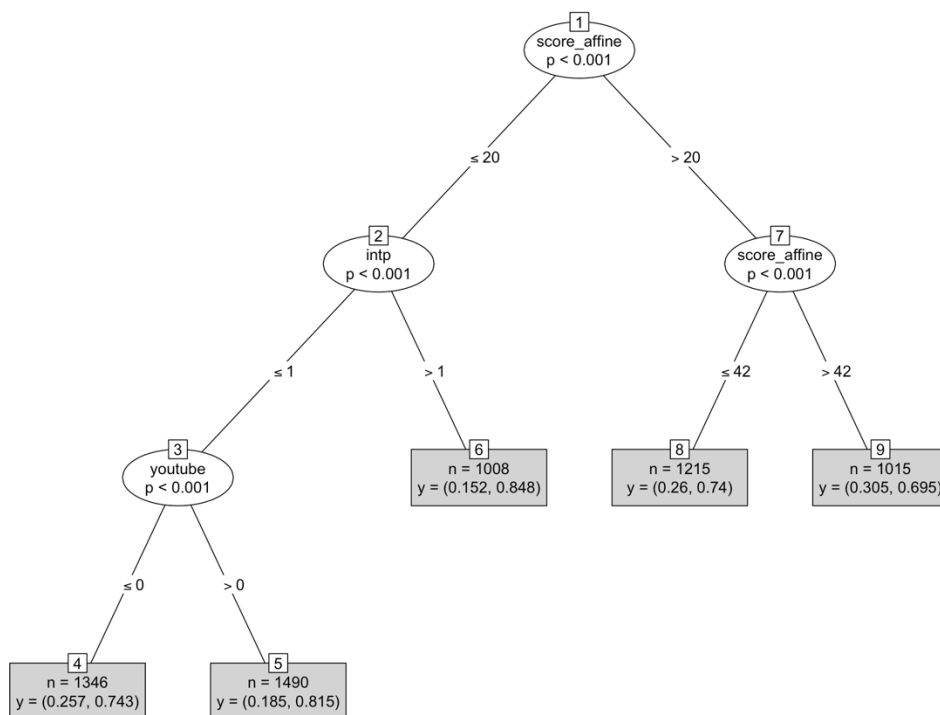 1
score_affine
p < 0.001
≤ 20
> 20
2
intp
p < 0.001
7
score_affine
p < 0.001
≤ 1
> 1
≤ 42
> 42
3
youtube
p < 0.001
6
n = 1008
y = (0.152, 0.848)
8
n = 1215
y = (0.26, 0.74)
9
n = 1015
y = (0.305, 0.695)
≤ 0
> 0
4
n = 1346
y = (0.257, 0.743)
5
n = 1490
y = (0.185, 0.815)